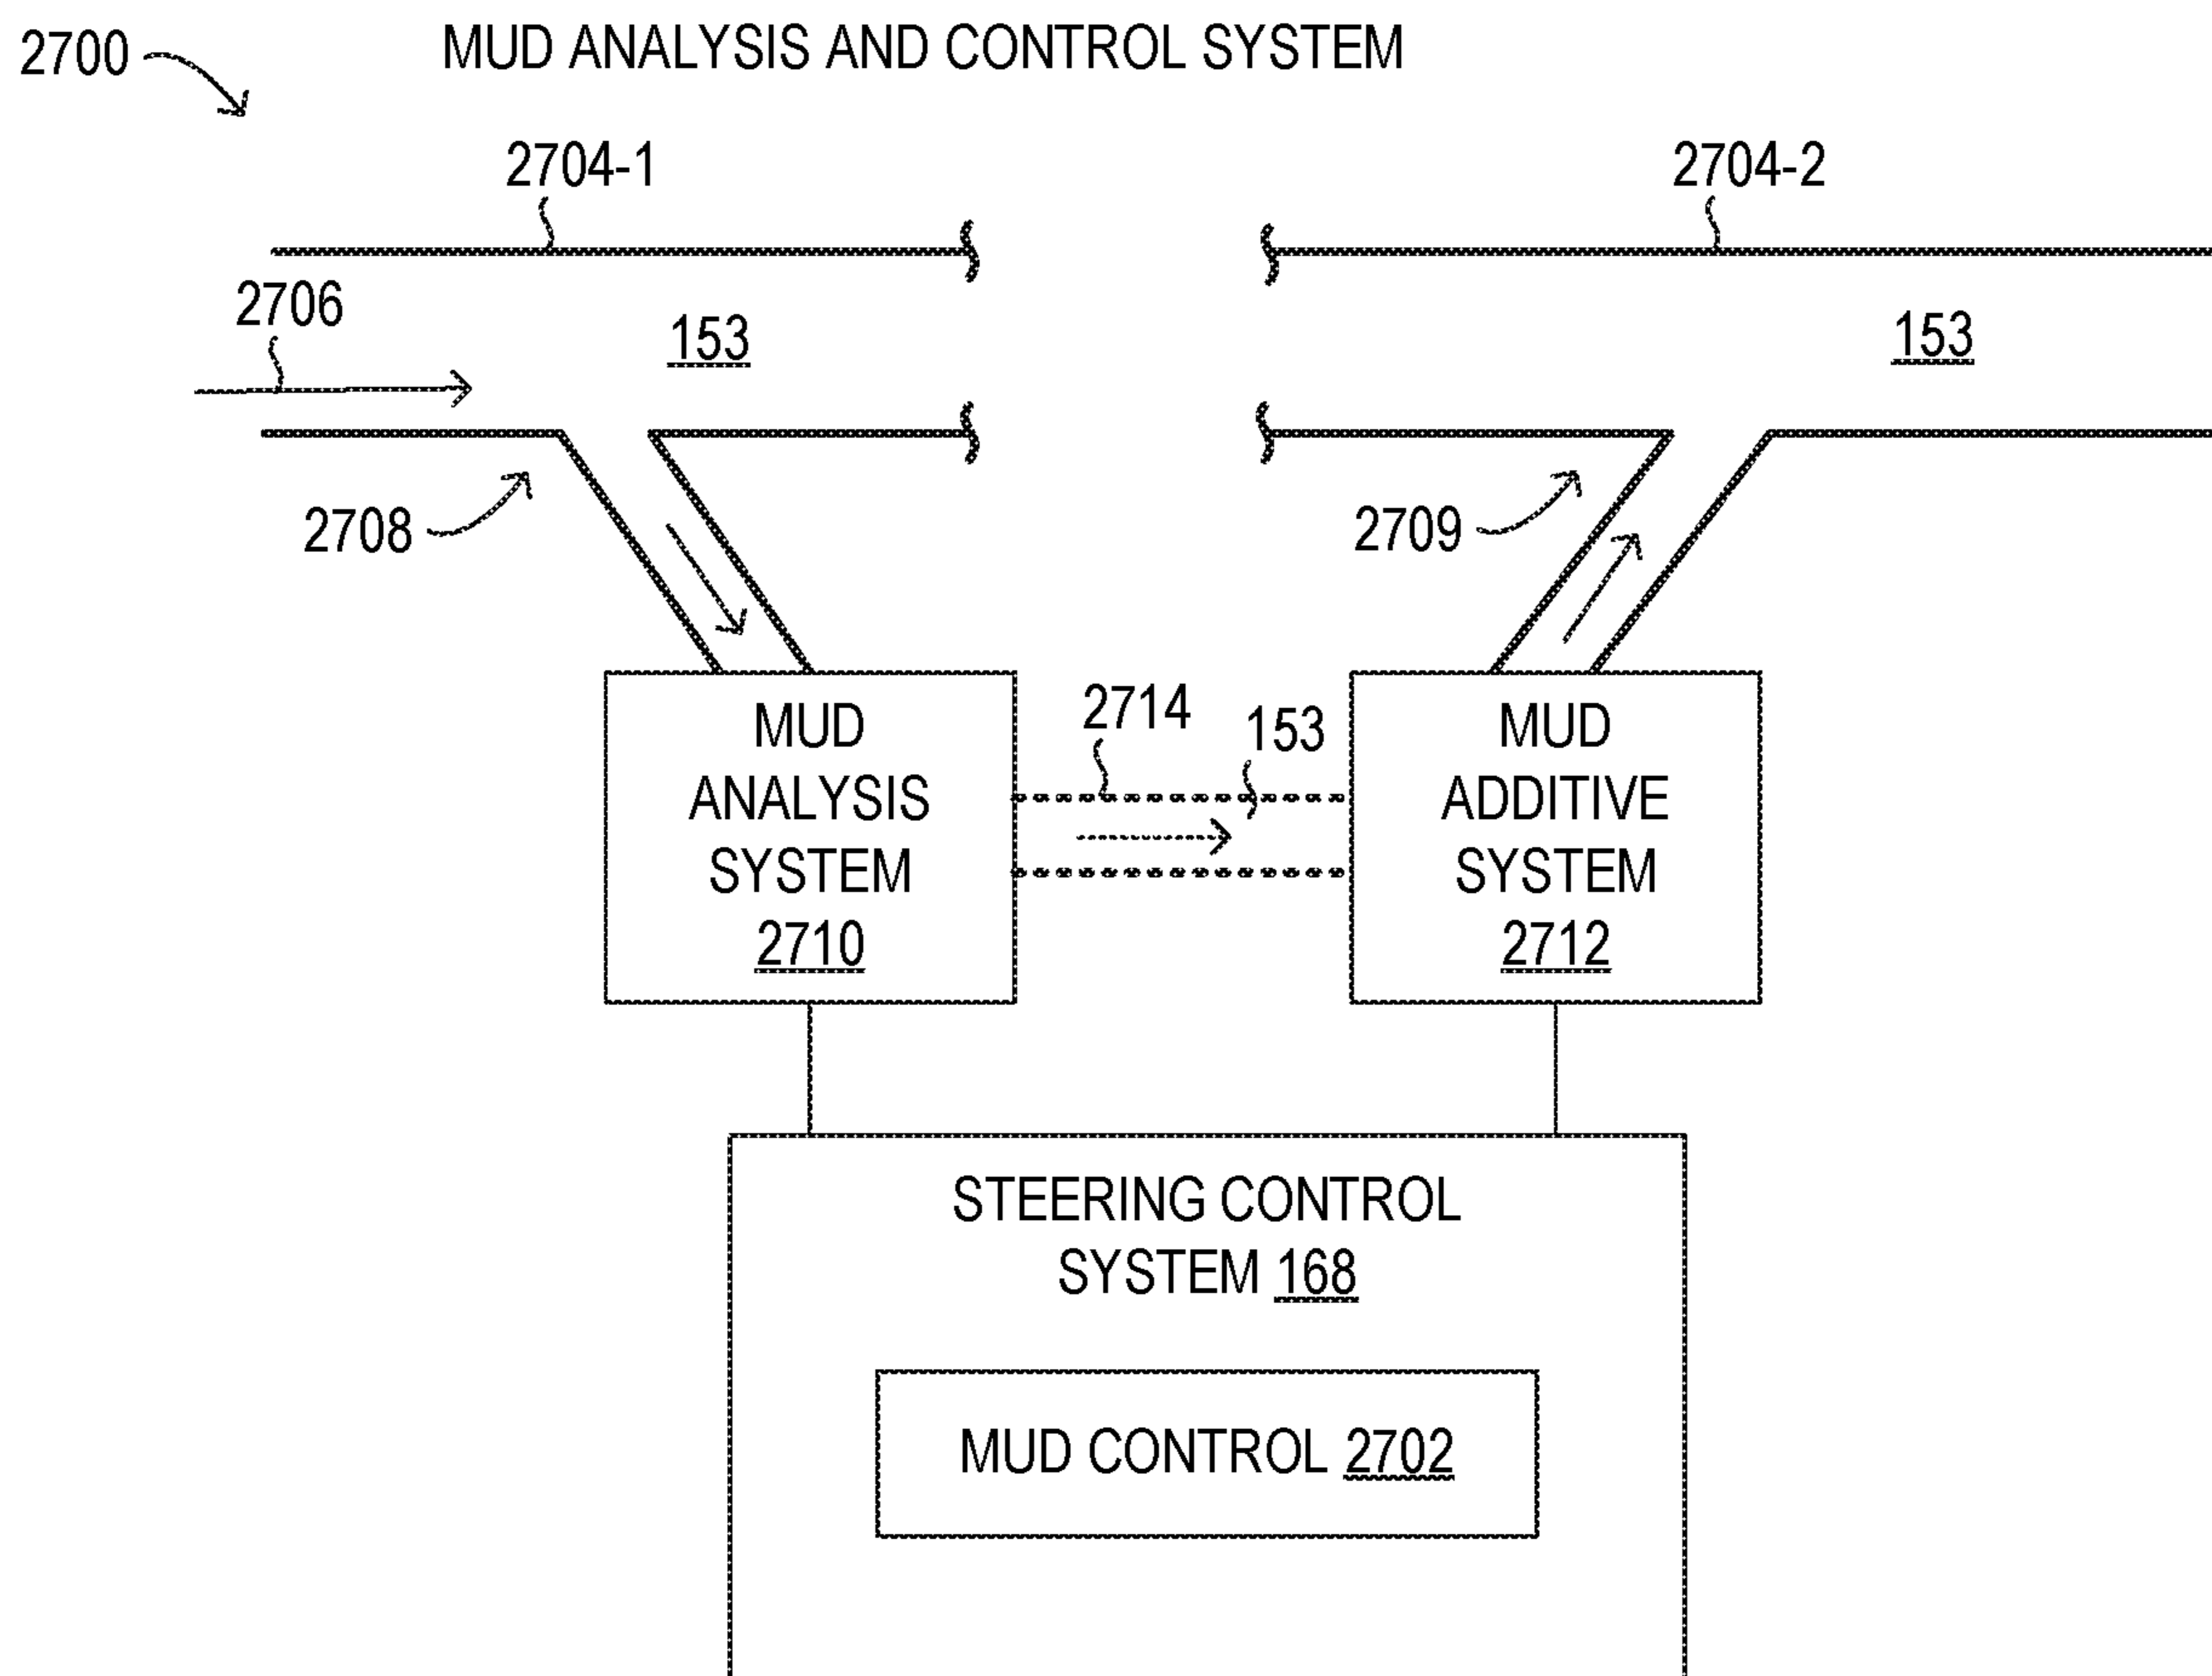 2700
MUD ANALYSIS AND CONTROL SYSTEM
2704-1
2704-2
2706
153
153
2708
2709
MUD
ANALYSIS
SYSTEM
2710
2714
153
MUD
ADDITIVE
SYSTEM
2712
STEERING CONTROL
SYSTEM 168
MUD CONTROL 2702